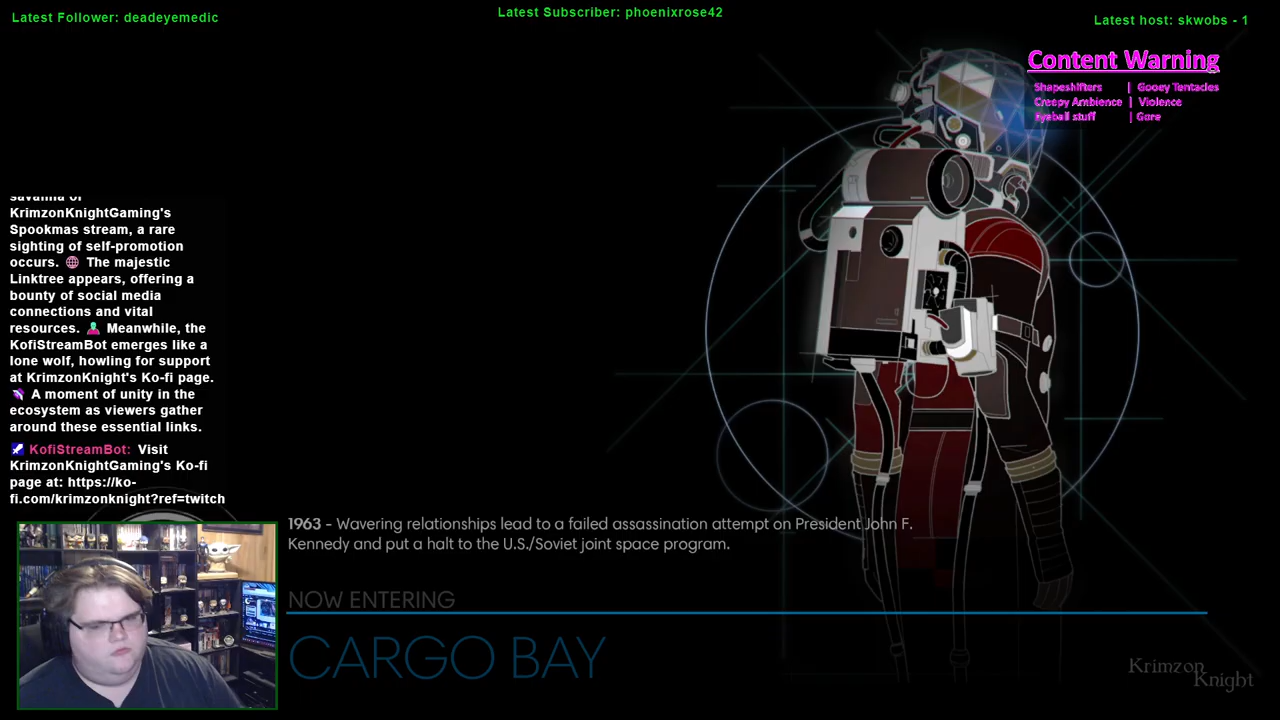 Latest Follower: deadeyemedic
Latest Subscriber: phoenixrose42
Latest host: skwobs - 1
Content Warning
Shapeshifters | Gooey Tentacles
Creepy Ambience | Violence
Eyeball stuff | Gore
savanna of
KrimzonKnightGaming's
Spookmas stream, a rare
sighting of self-promotion
occurs. The majestic
Linktree appears, offering a
bounty of social media
connections and vital
resources. Meanwhile, the
KofiStreamBot emerges like a
lone wolf, howling for support
at KrimzonKnight's Ko-fi page.
A moment of unity in the
ecosystem as viewers gather
around these essential links.
KofiStreamBot: Visit
KrimzonKnightGaming's Ko-fi
page at: https://ko-
fi.com/krimzonknight?ref=twitch
1963 - Wavering relationships lead to a failed assassination attempt on President John F.
Kennedy and put a halt to the U.S./Soviet joint space program.
NOW ENTERING
CARGO BAY
Krimzon
Knight